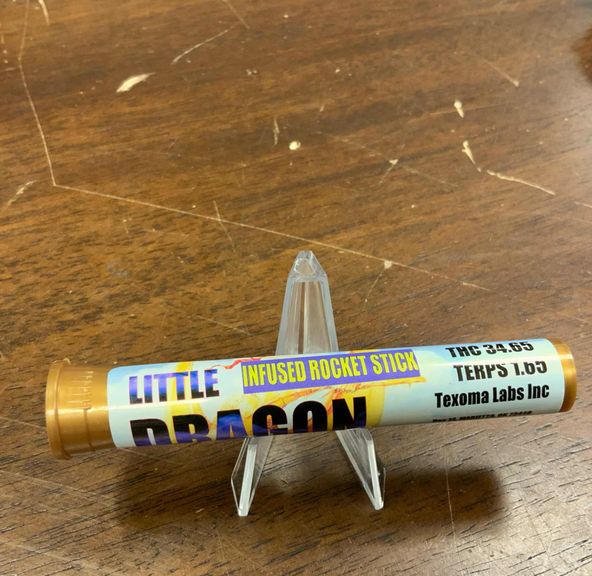 LITTLE
DRAGON
INFUSED ROCKET STICK
THC 34.65
TERPS 1.65
Texoma Labs Inc